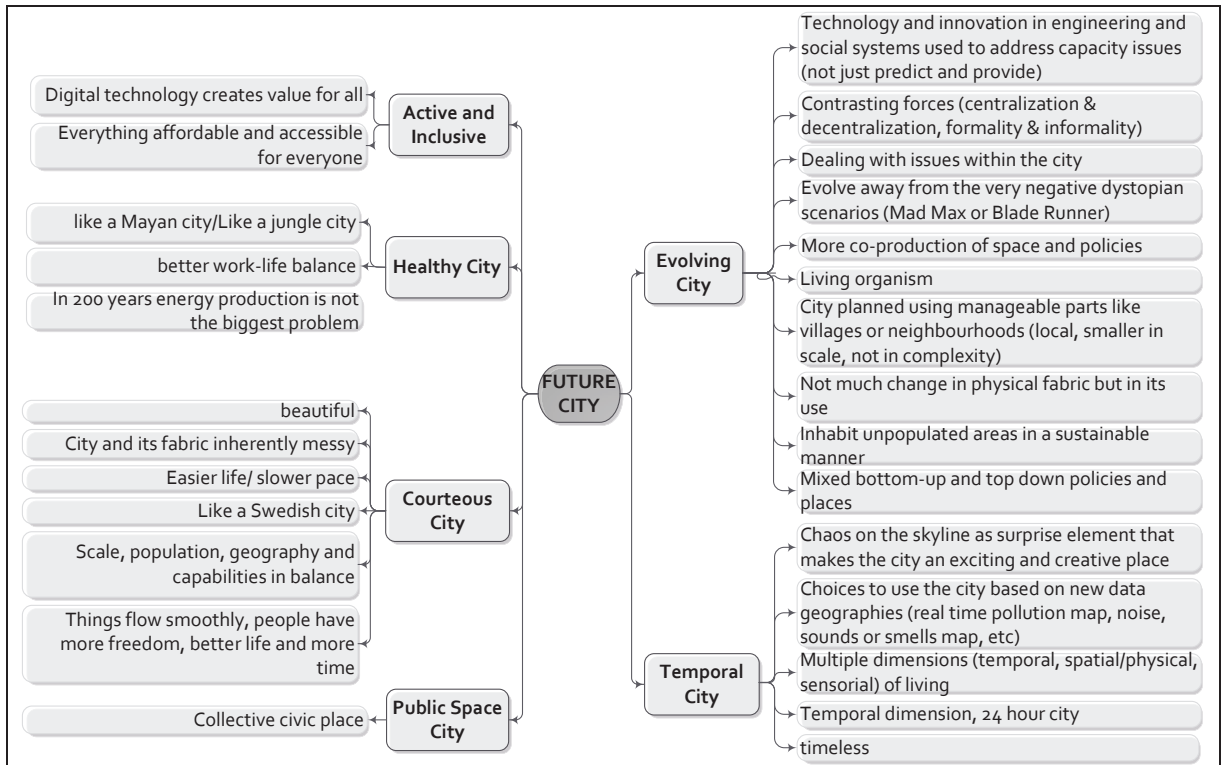 Digital technology creates value for all
Everything affordable and accessible
for everyone
Active and
Inclusive
like a Mayan city/Like a jungle city
better work-life balance
In 200 years energy production is not
the biggest problem
Healthy City
beautiful
City and its fabric inherently messy
Easier life/ slower pace
Like a Swedish city
Scale, population, geography and
capabilities in balance
Things flow smoothly, people have
more freedom, better life and more
time
Courteous
City
Collective civic place
Public Space
City
FUTURE
CITY
Evolving
City
Technology and innovation in engineering and
social systems used to address capacity issues
(not just predict and provide)
Contrasting forces (centralization &
decentralization, formality & informality)
Dealing with issues within the city
Evolve away from the very negative dystopian
scenarios (Mad Max or Blade Runner)
More co-production of space and policies
Living organism
City planned using manageable parts like
villages or neighbourhoods (local, smaller in
scale, not in complexity)
Not much change in physical fabric but in its
use
Inhabit unpopulated areas in a sustainable
manner
Mixed bottom-up and top down policies and
places
Temporal
City
Chaos on the skyline as surprise element that
makes the city an exciting and creative place
Choices to use the city based on new data
geographies (real time pollution map, noise,
sounds or smells map, etc)
Multiple dimensions (temporal, spatial/physical,
sensorial) of living
Temporal dimension, 24 hour city
timeless